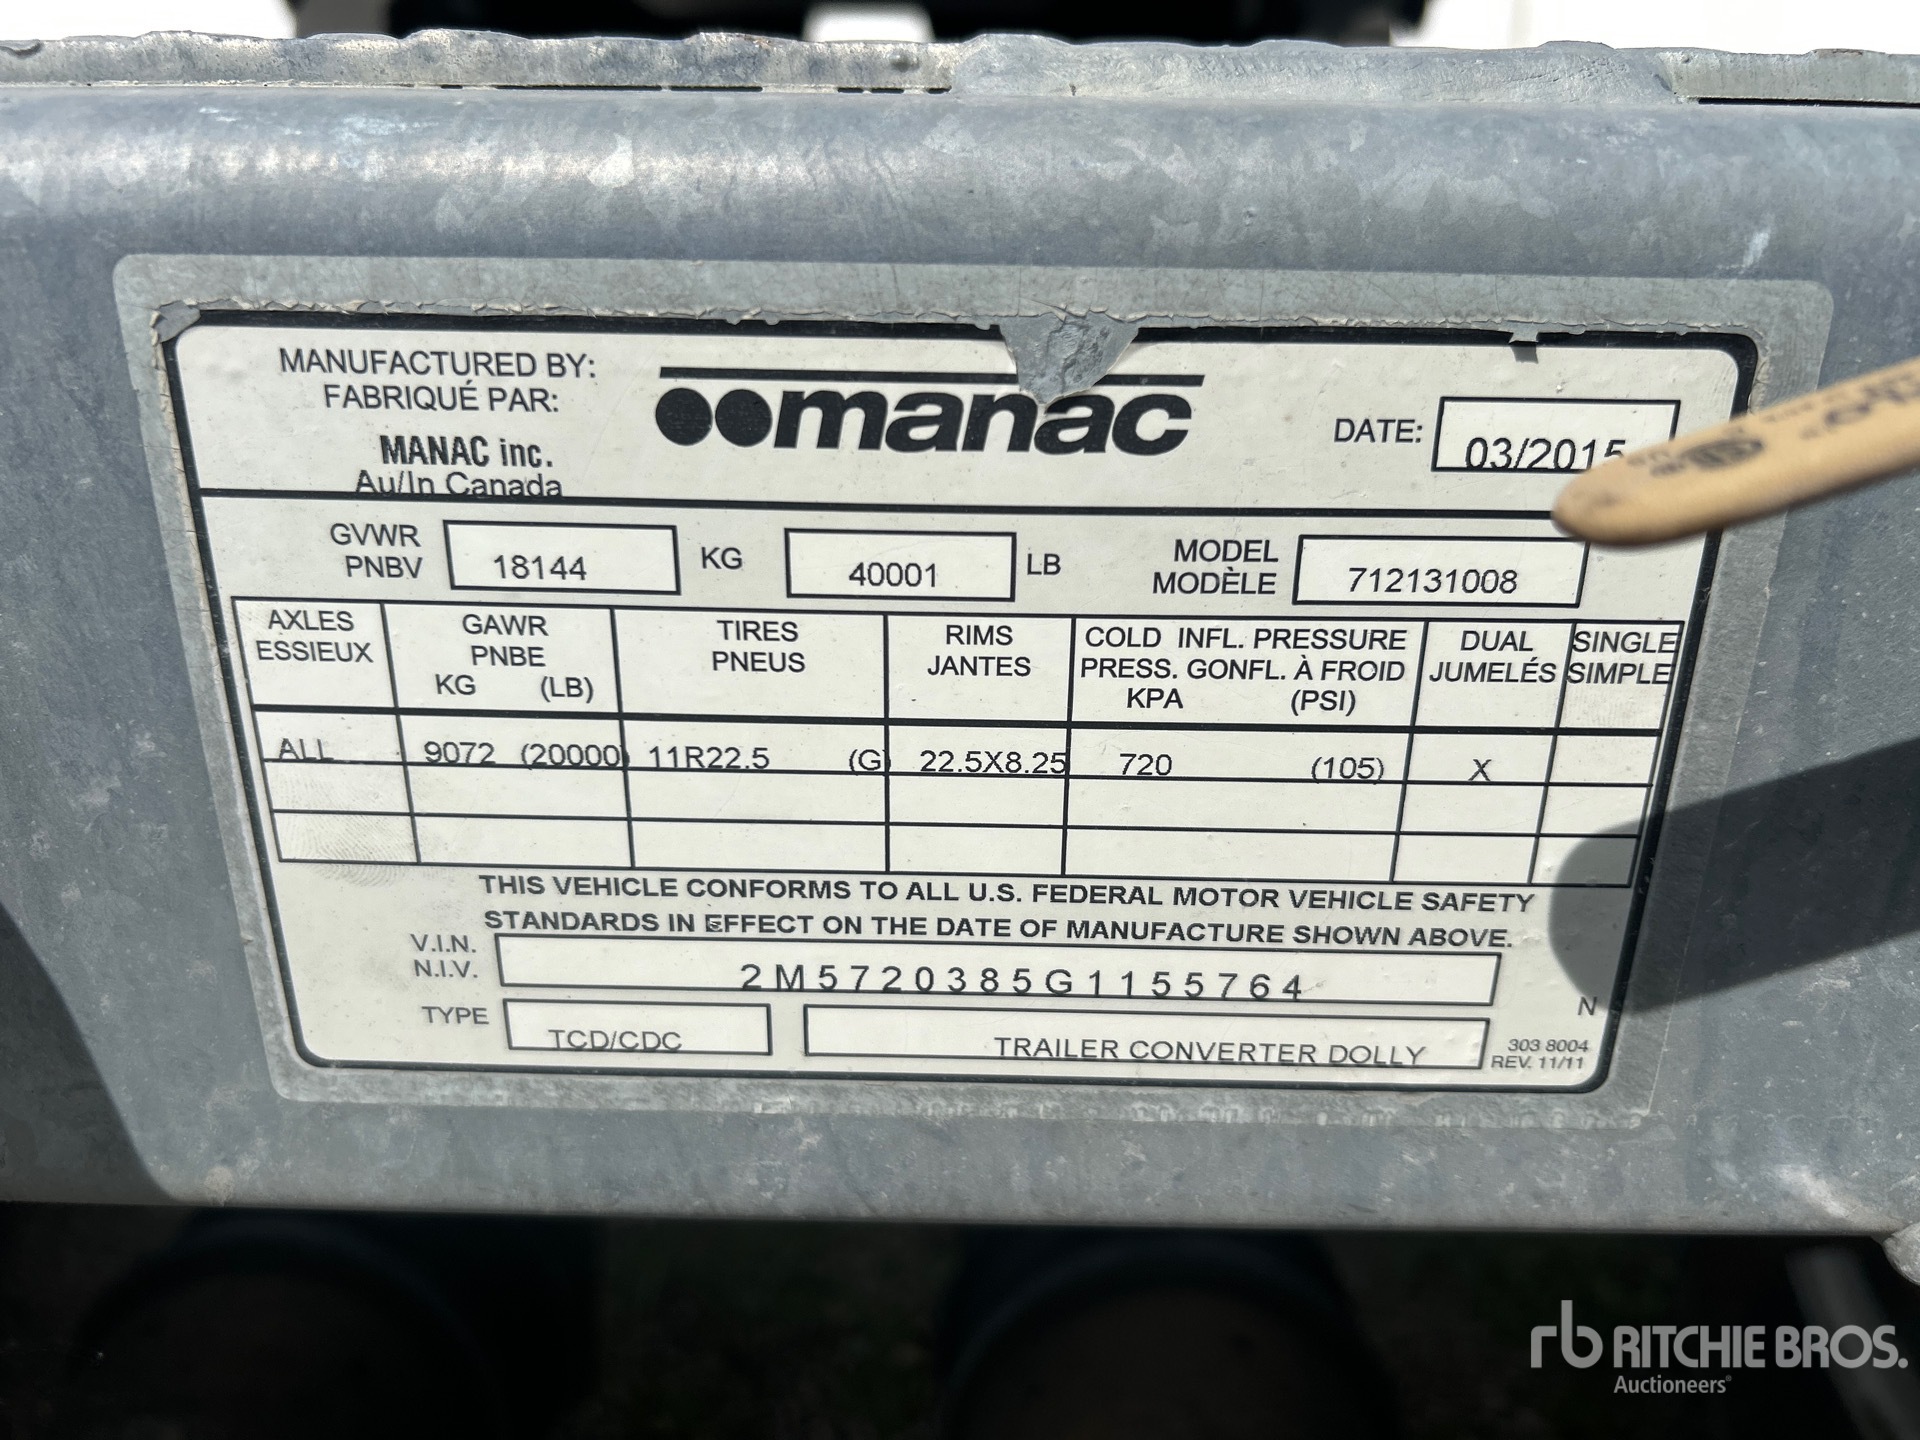 MANUFACTURED BY:
FABRIQUÉ PAR:
MANAC inc.
Au/In Canada
manac
DATE: 03/2015
GVWR
PNBV
18144 KG 40001 LB
MODEL
MODÈLE
712131008
AXLES
ESSIEUX
GAWR
PNBE
KG (LB)
TIRES
PNEUS
RIMS
JANTES
COLD INFL. PRESSURE
PRESS. GONFL. À FROID
KPA (PSI)
DUAL
JUMELÉS
SINGLE
SIMPLE
ALL 9072 (20000) 11R22.5 (G) 22.5X8.25 720 (105) X
THIS VEHICLE CONFORMS TO ALL U.S. FEDERAL MOTOR VEHICLE SAFETY
STANDARDS IN EFFECT ON THE DATE OF MANUFACTURE SHOWN ABOVE.
V.I.N.
N.I.V.
2M5720385G1155764
N
TYPE TCD/CDC TRAILER CONVERTER DOLLY
303 8004
REV. 11/11
rb RITCHIE BROS.
Auctioneers